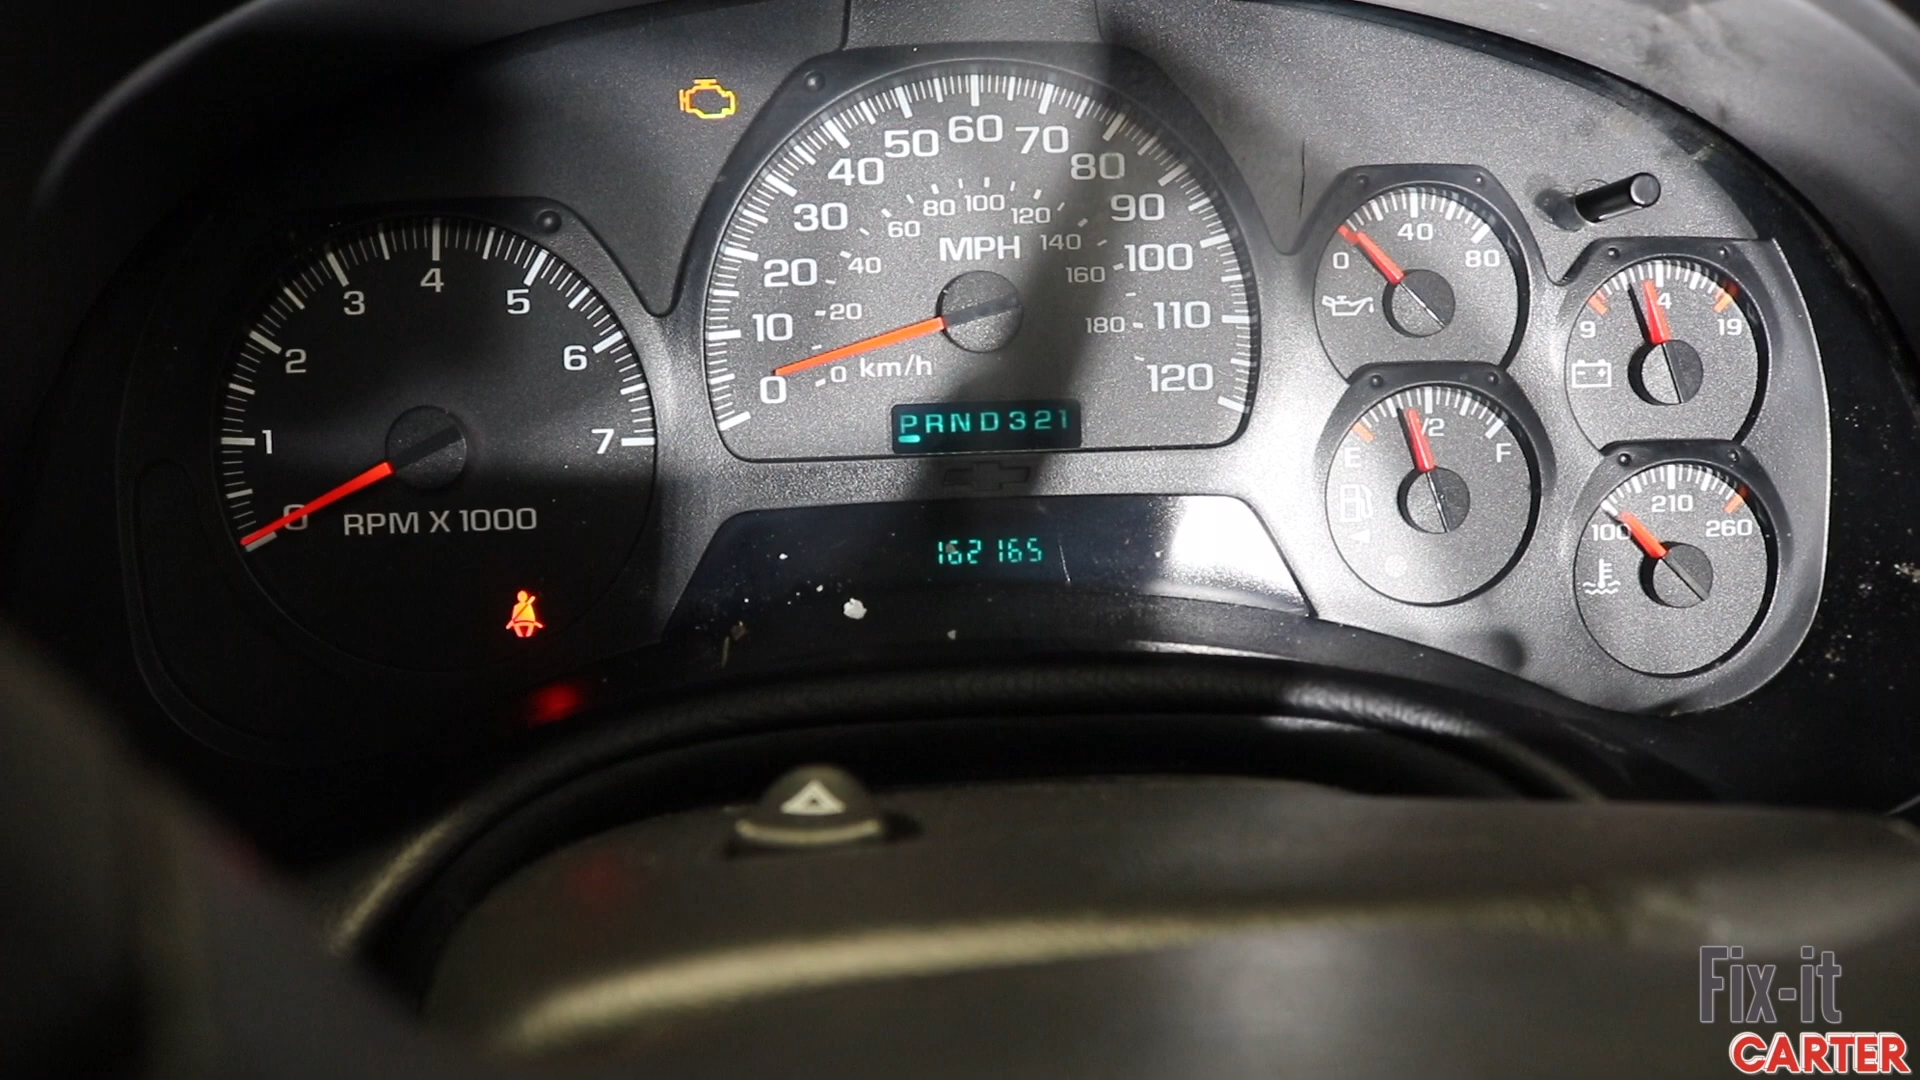 0 1 2 3 4 5 6 7
RPM X 1000
0 10 20 30 40 50 60 70 80 90 100 110 120
MPH
0 20 40 60 80 100 120 140 160 180
km/h
PRND321
162165
0 40 80
9 19
E 1/2 F
100 210 260
Fix-it
CARTER